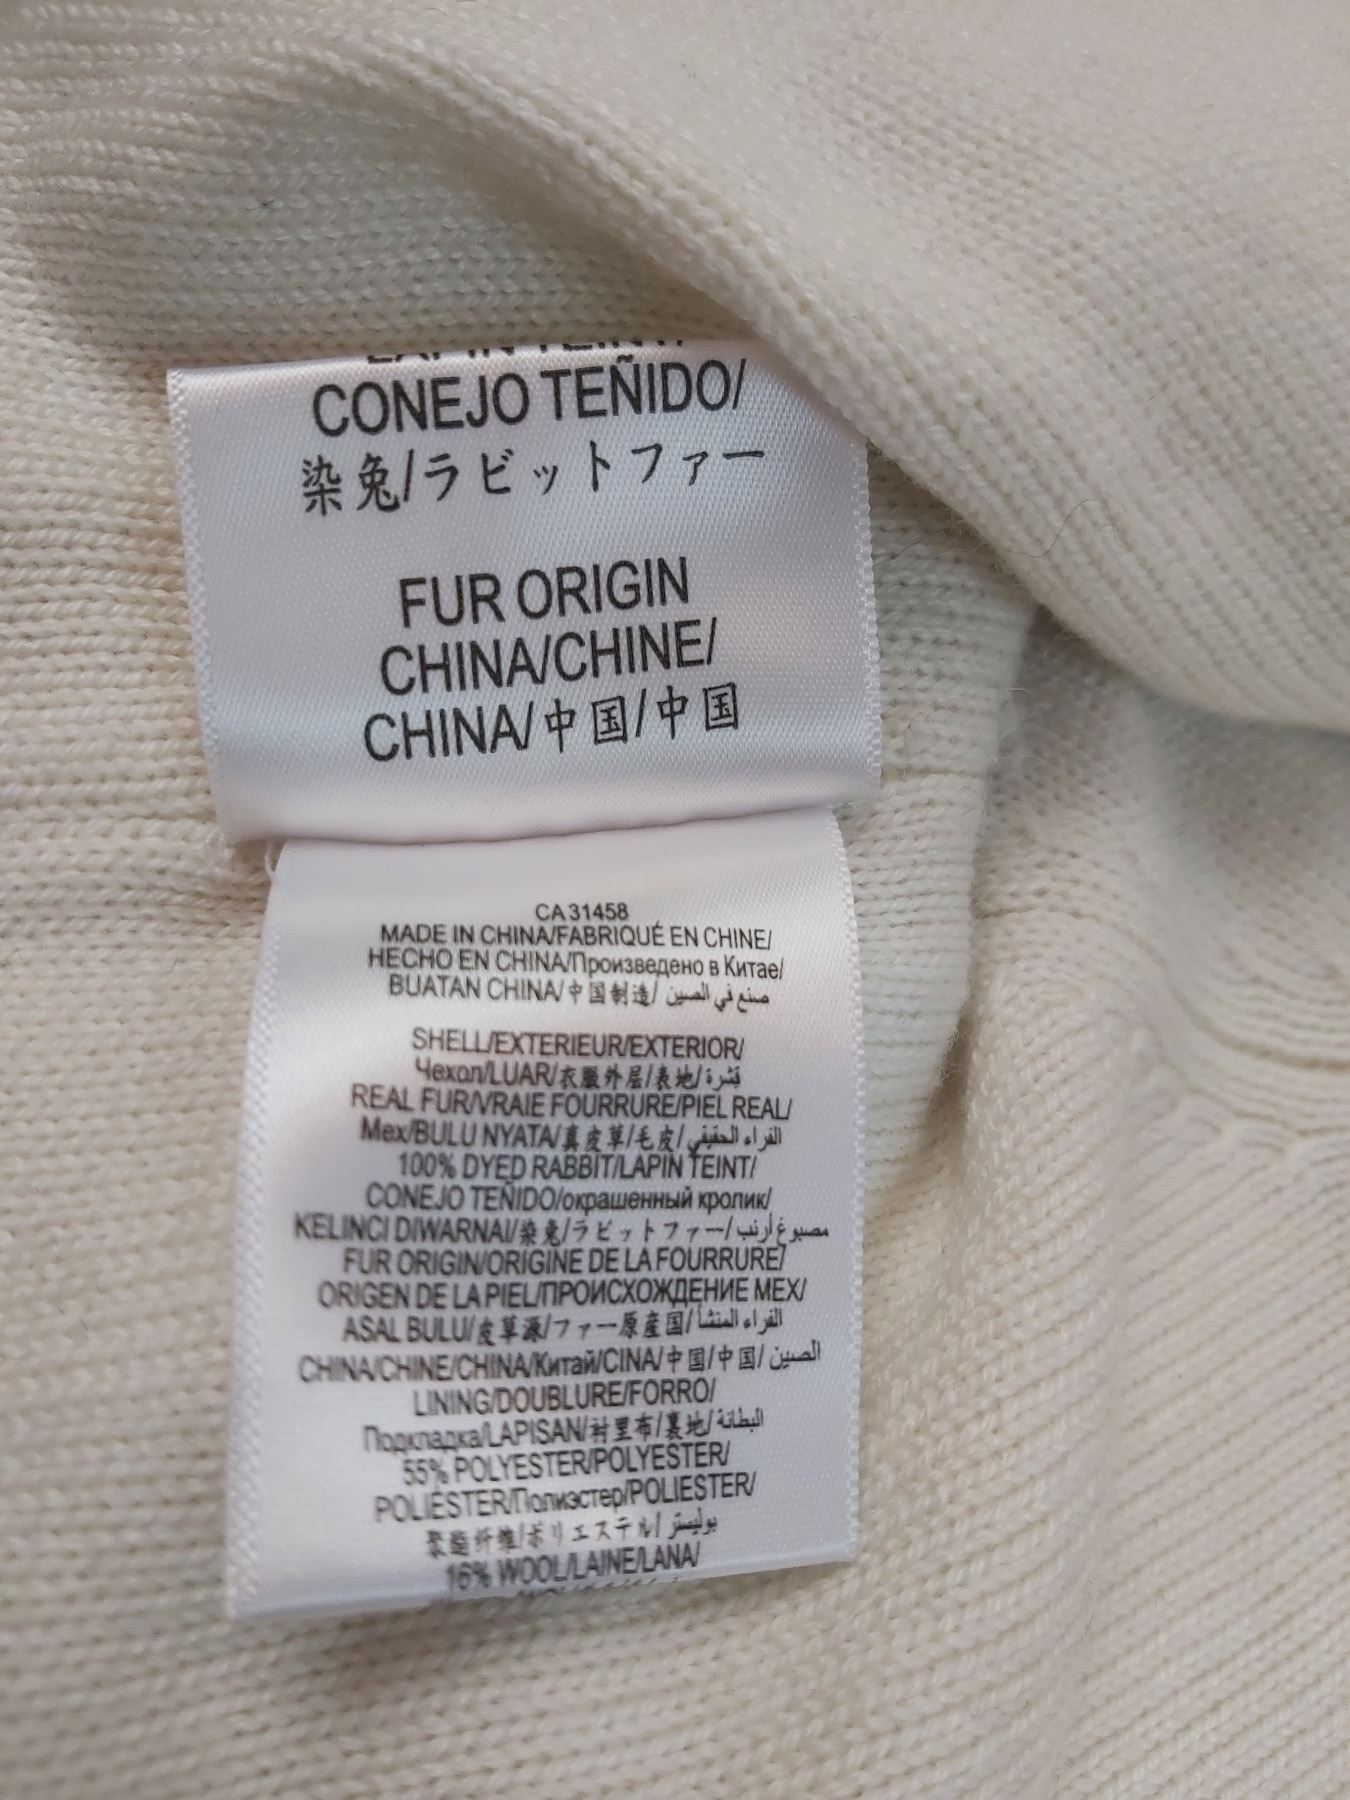 LAPIN TEINT/
CONEJO TEÑIDO/
染兔/ラビットファー
FUR ORIGIN
CHINA/CHINE/
CHINA/中国/中国
CA 31458
MADE IN CHINA/FABRIQUÉ EN CHINE/
HECHO EN CHINA/Произведено в Китае/
BUATAN CHINA/中国制造/صنع في الصين
SHELL/EXTERIEUR/EXTERIOR/
Чехол/LUAR/衣服外层/表地/قشرة
REAL FUR/VRAIE FOURRURE/PIEL REAL/
Мех/BULU NYATA/真皮草/毛皮/الفراء الحقيقي
100% DYED RABBIT/LAPIN TEINT/
CONEJO TEÑIDO/окрашенный кролик/
KELINCI DIWARNAI/染兔/ラビットファー/مصبوغ أرنب
FUR ORIGIN/ORIGINE DE LA FOURRURE/
ORIGEN DE LA PIEL/ПРОИСХОЖДЕНИЕ МЕХ/
ASAL BULU/皮草源/ファー原産国/الفراء المنشأ
CHINA/CHINE/CHINA/Китай/CINA/中国/中国/الصين
LINING/DOUBLURE/FORRO/
Подкладка/LAPISAN/衬里布/裏地/البطانة
55% POLYESTER/POLYESTER/
POLIÉSTER/Полиэстер/POLIESTER/
聚酯纤维/ポリエステル/بوليستر
16% WOOL/LAINE/LANA/